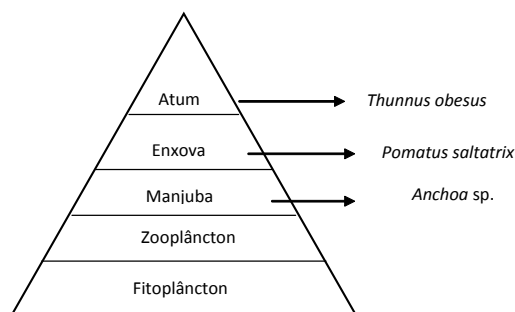 Atum
Thunnus obesus
Enxova
Pomatus saltatrix
Manjuba
Anchoa sp.
Zooplâncton
Fitoplâncton